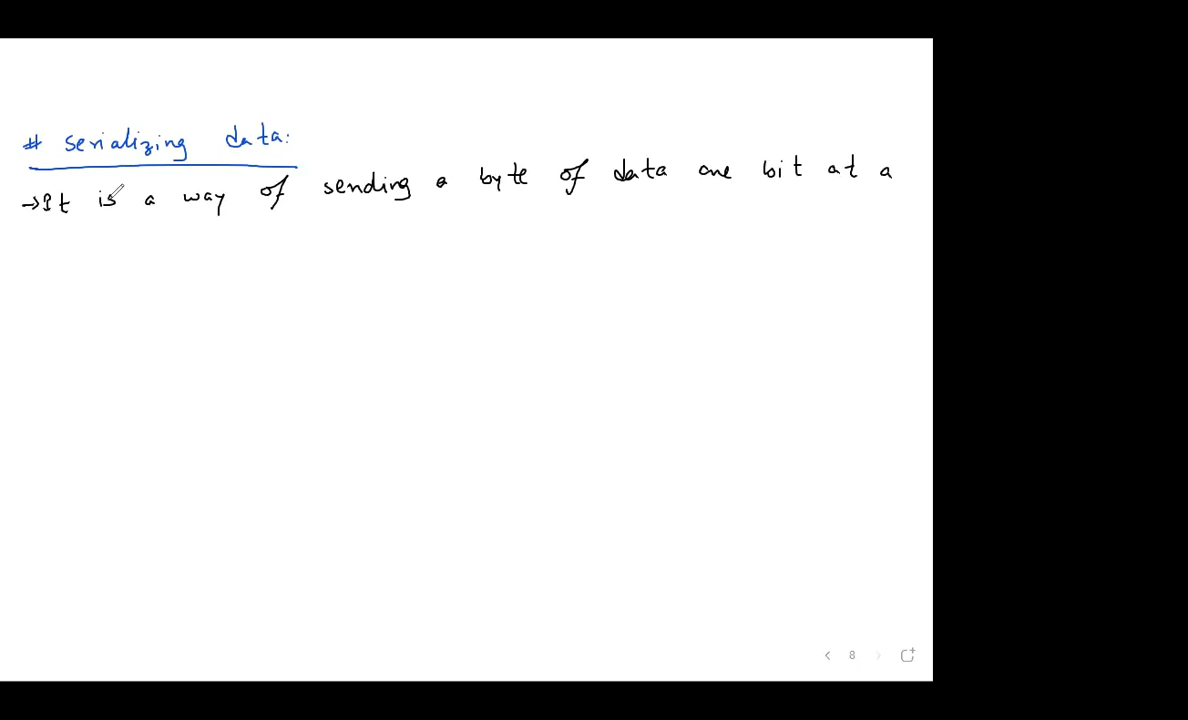 # serializing data:
→It is a way of sending a byte of data one bit at a
8